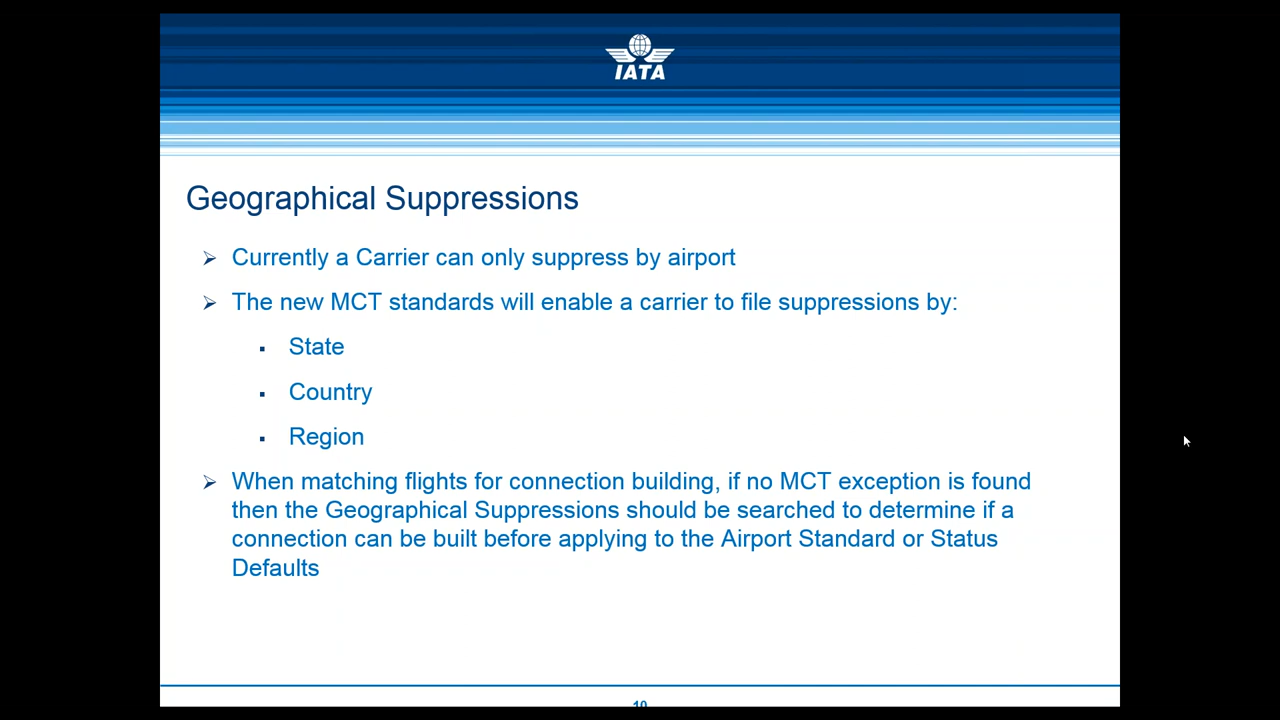 IATA
Geographical Suppressions
Currently a Carrier can only suppress by airport
The new MCT standards will enable a carrier to file suppressions by:
State
Country
Region
When matching flights for connection building, if no MCT exception is found
then the Geographical Suppressions should be searched to determine if a
connection can be built before applying to the Airport Standard or Status
Defaults
10